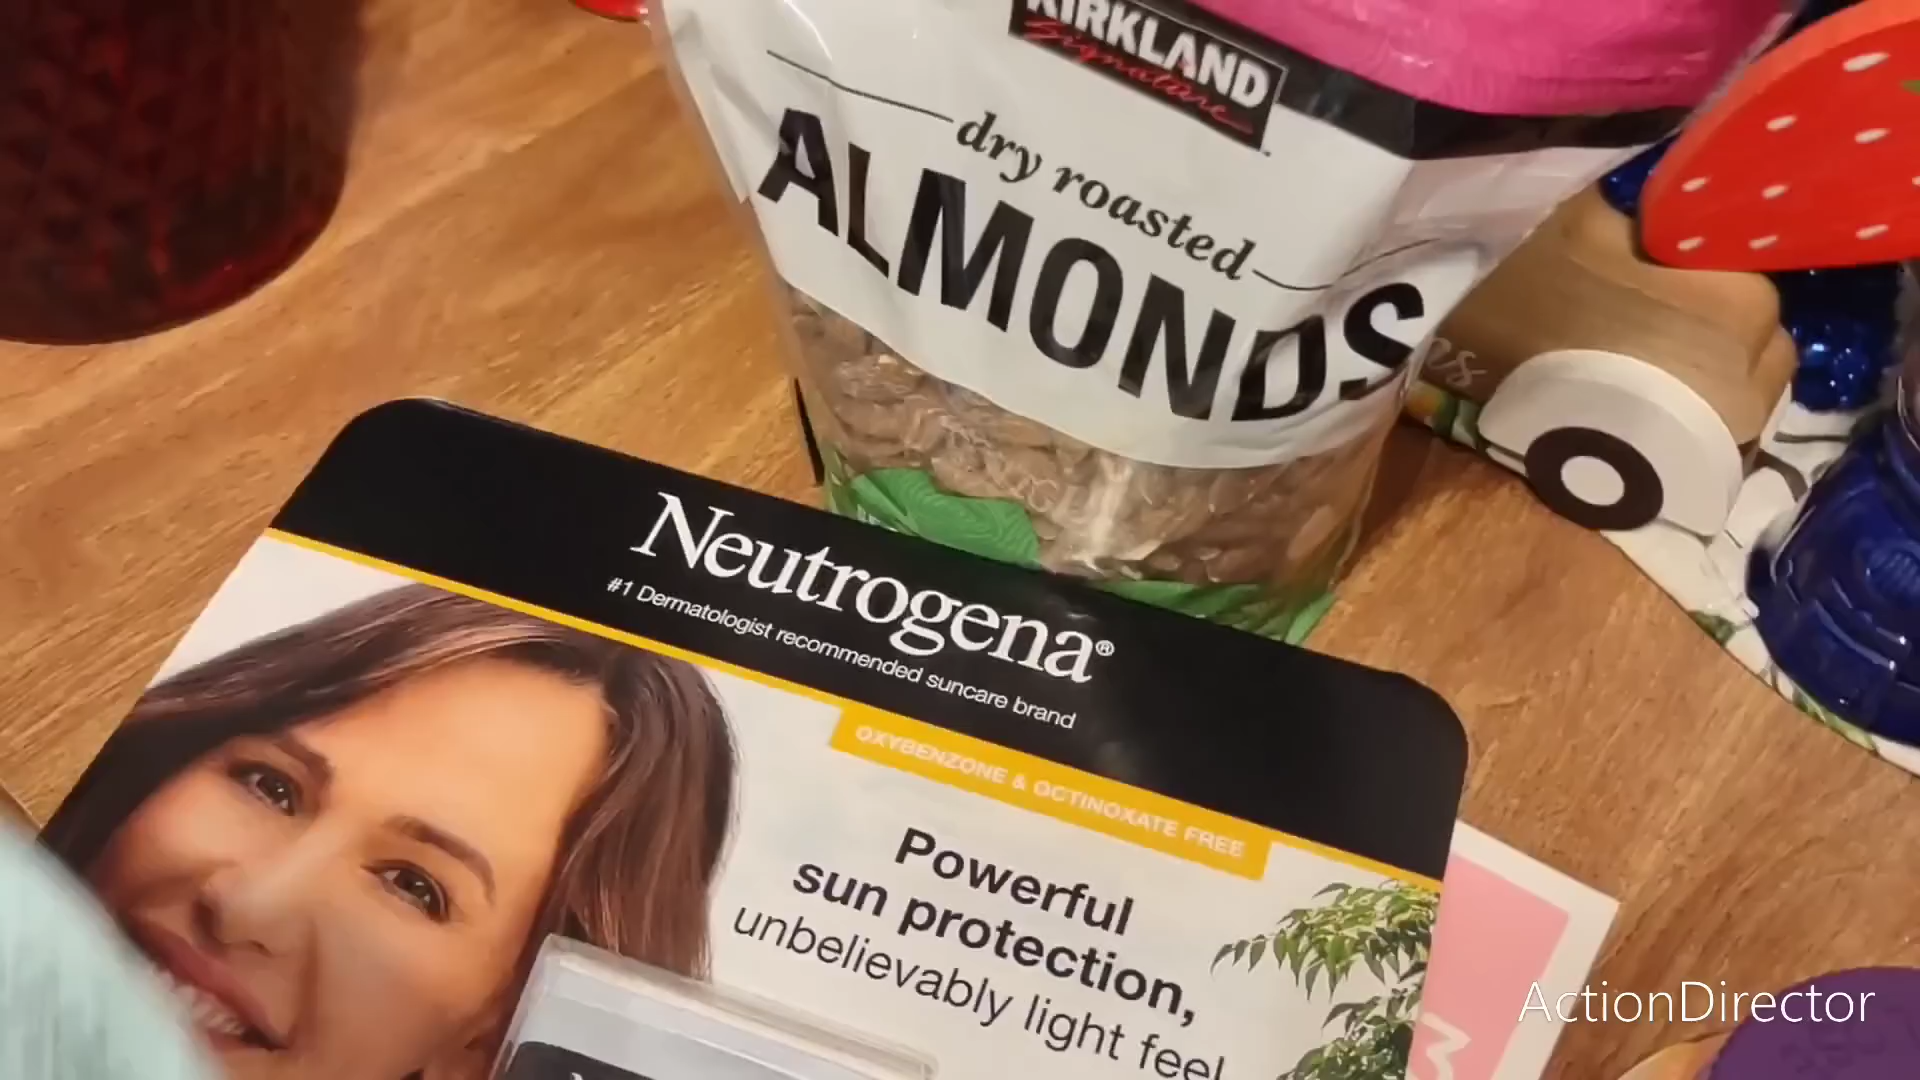 KIRKLAND
Signature
dry roasted
ALMONDS
Neutrogena®
#1 Dermatologist recommended suncare brand
OXYBENZONE & OCTINOXATE FREE
Powerful
sun protection,
unbelievably light feel
3
ActionDirector